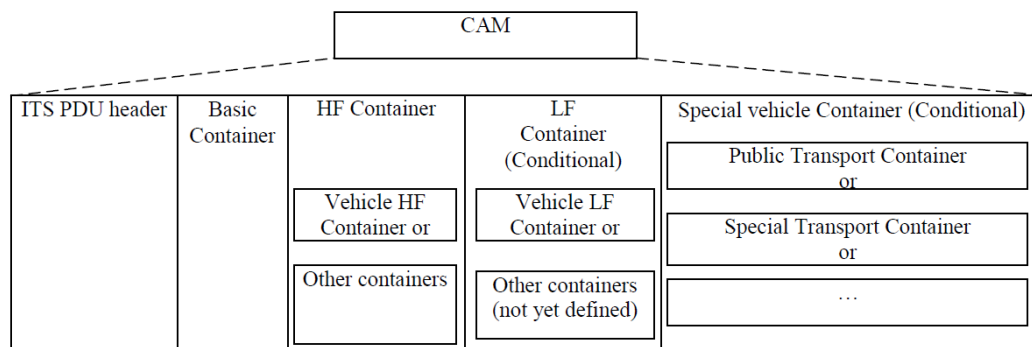 CAM
ITS PDU header
Basic
Container
HF Container
Vehicle HF
Container or
Other containers
LF
Container
(Conditional)
Vehicle LF
Container or
Other containers
(not yet defined)
Special vehicle Container (Conditional)
Public Transport Container
or
Special Transport Container
or
…